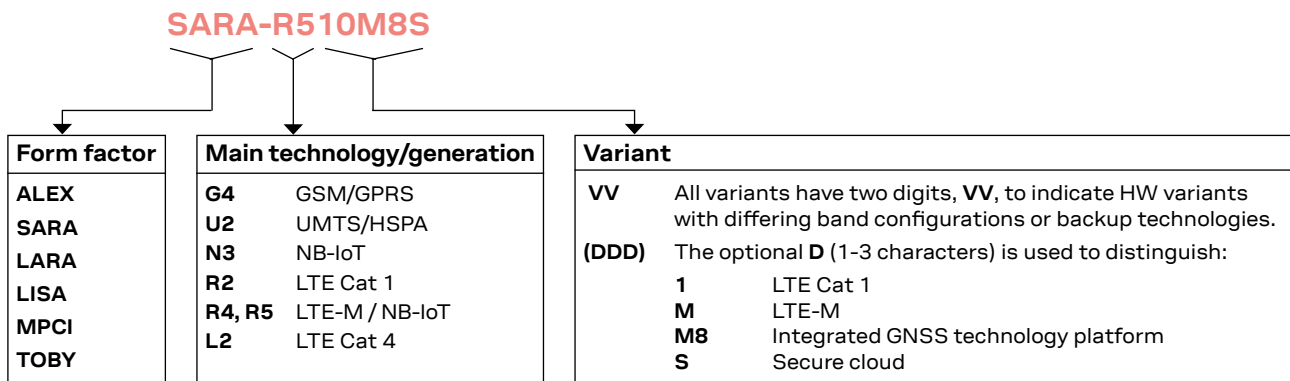 SARA-R510M8S
Form factor
ALEX
SARA
LARA
LISA
MPCI
TOBY
Main technology/generation
G4 GSM/GPRS
U2 UMTS/HSPA
N3 NB-IoT
R2 LTE Cat 1
R4, R5 LTE-M / NB-IoT
L2 LTE Cat 4
Variant
VV All variants have two digits, VV, to indicate HW variants
with differing band configurations or backup technologies.
(DDD) The optional D (1-3 characters) is used to distinguish:
1 LTE Cat 1
M LTE-M
M8 Integrated GNSS technology platform
S Secure cloud